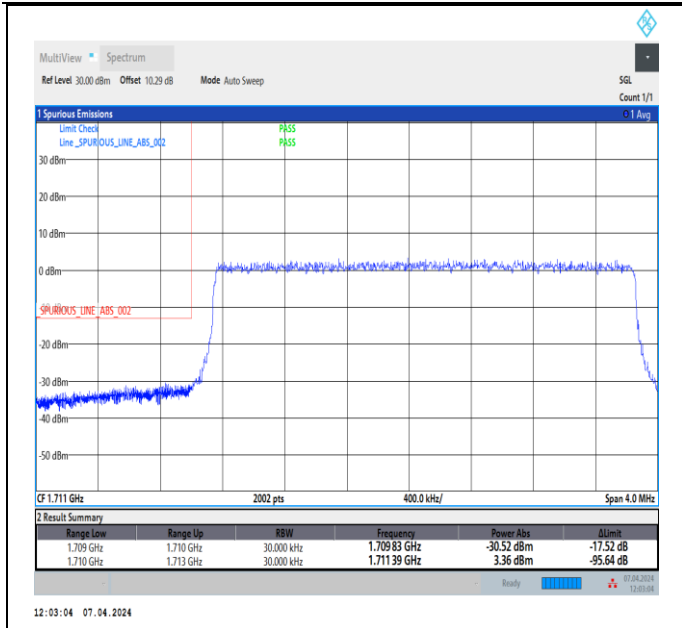 MultiView Spectrum
Ref Level 30.00 dBm Offset 10.29 dB Mode Auto Sweep SGL
Count 1/1
1 Spurious Emissions 1 Avg
Limit Check PASS
Line _SPURIOUS_LINE_ABS_002 PASS
30 dBm
20 dBm
10 dBm
0 dBm
_SPURIOUS_LINE_ABS_002
-20 dBm
-30 dBm
-40 dBm
-50 dBm
CF 1.711 GHz 2002 pts 400.0 kHz/ Span 4.0 MHz
2 Result Summary
Range Low Range Up RBW Frequency Power Abs ΔLimit
1.709 GHz 1.710 GHz 30.000 kHz 1.70983 GHz -30.52 dBm -17.52 dB
1.710 GHz 1.713 GHz 30.000 kHz 1.71139 GHz 3.36 dBm -95.64 dB
Ready 07.04.2024
12:03:04
12:03:04 07.04.2024